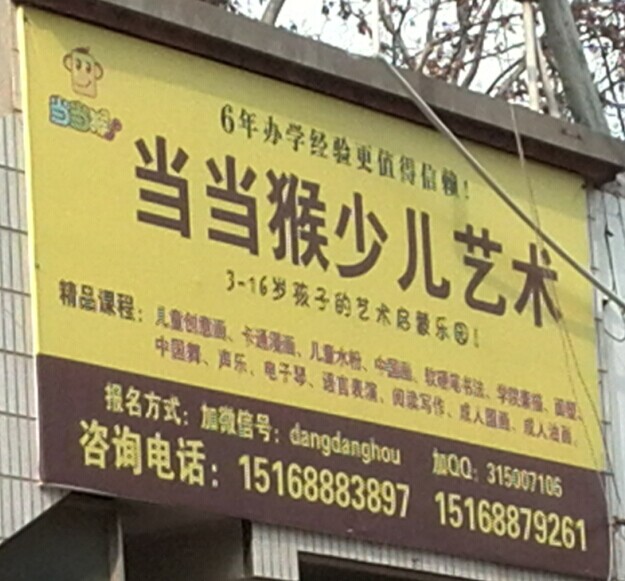 当当猴
6年办学经验更值得信赖!
当当猴少儿艺术
3-16岁孩子的艺术启蒙乐园!
精品课程:儿童创意画、卡通漫画、儿童水粉、中国画、软硬笔书法、学院素描、面塑、
中国舞、声乐、电子琴、语言表演、阅读写作、成人国画、成人油画、
报名方式:加微信号:dangdanghou 加QQ:315007106
咨询电话:15168883897 15168879261